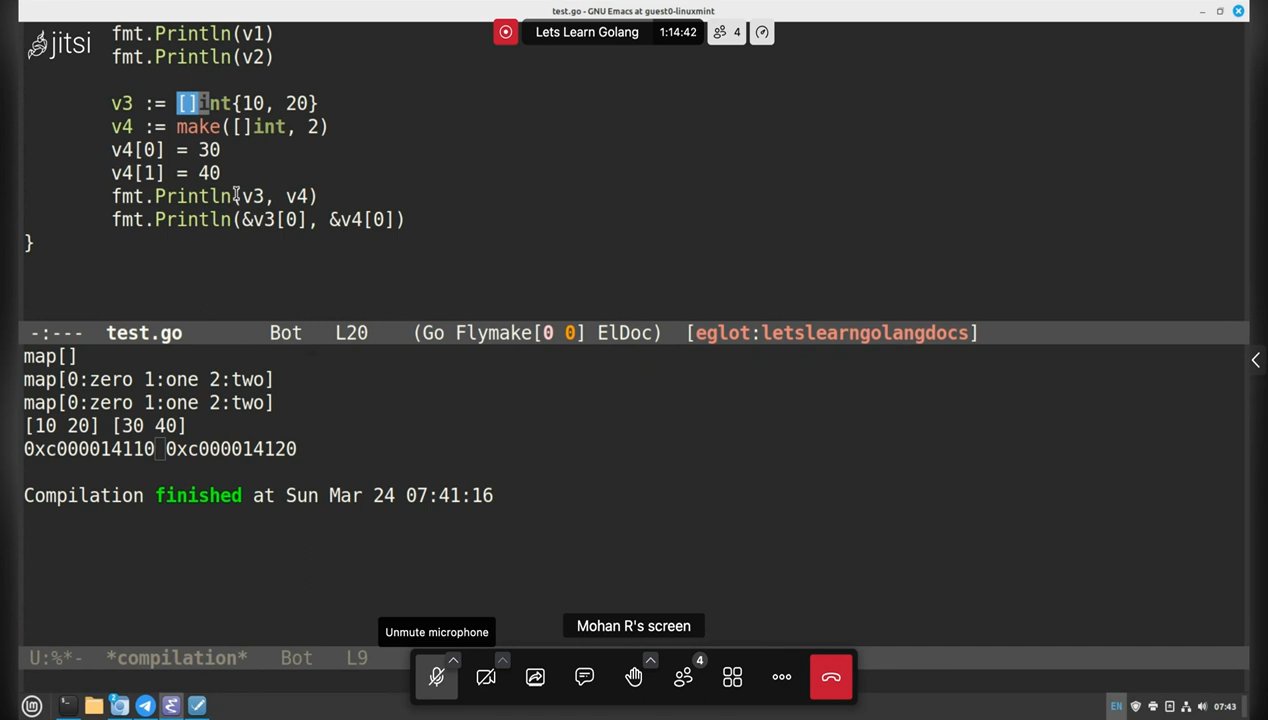 test.go - GNU Emacs at guest0-linuxmint
fmt.Println(v1)
jitsi
Lets Learn Golang
1:14:42
4
fmt.Println(v2)
v3 := []int{10, 20}
v4 := make([]int, 2)
v4[0] = 30
v4[1] = 40
fmt.Println(v3, v4)
fmt.Println(&v3[0], &v4[0])
}
-:--- test.go Bot L20 (Go Flymake[0 0] ElDoc) [eglot:letslearngolangdocs]
map[]
map[0:zero 1:one 2:two]
map[0:zero 1:one 2:two]
[10 20] [30 40]
0xc000014110 0xc000014120
Compilation finished at Sun Mar 24 07:41:16
Mohan R's screen
Unmute microphone
U:%*- *compilation* Bot L9
4
2
EN
07:43